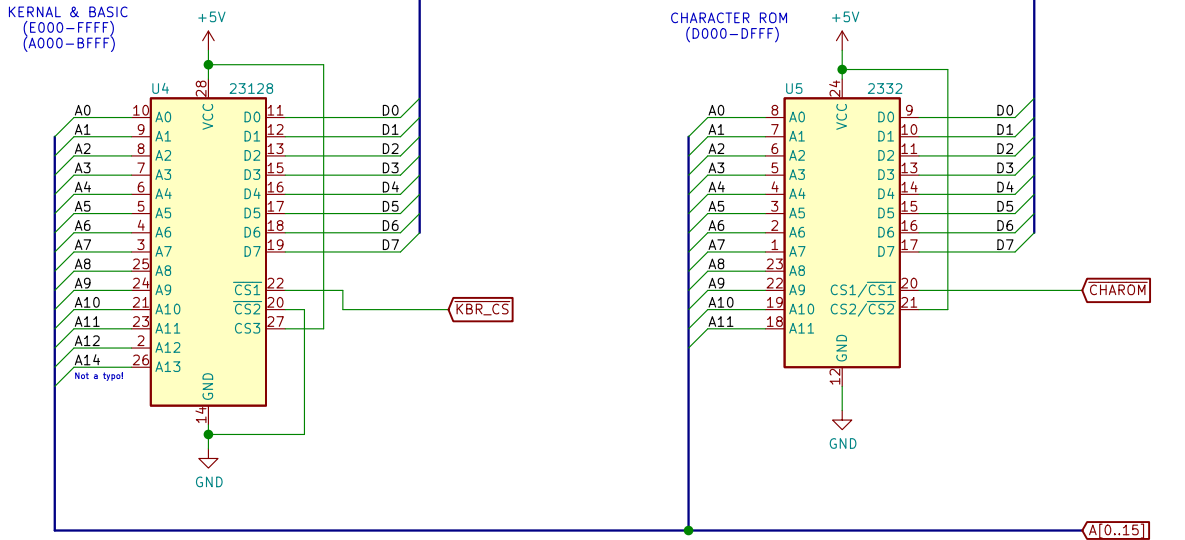 KERNAL & BASIC
(E000-FFFF)
(A000-BFFF)
+5V
U4
23128
28
VCC
A0 10 A0
A1 9 A1
A2 8 A2
A3 7 A3
A4 6 A4
A5 5 A5
A6 4 A6
A7 3 A7
A8 25 A8
A9 24 A9
A10 21 A10
A11 23 A11
A12 2 A12
A14 26 A13
Not a typo!
D0 11 D0
D1 12 D1
D2 13 D2
D3 15 D3
D4 16 D4
D5 17 D5
D6 18 D6
D7 19 D7
CS1 22
CS2 20
CS3 27
KBR_CS
GND
14
GND
CHARACTER ROM
(D000-DFFF)
+5V
U5
2332
24
VCC
A0 8 A0
A1 7 A1
A2 6 A2
A3 5 A3
A4 4 A4
A5 3 A5
A6 2 A6
A7 1 A7
A8 23 A8
A9 22 A9
A10 19 A10
A11 18 A11
D0 9 D0
D1 10 D1
D2 11 D2
D3 13 D3
D4 14 D4
D5 15 D5
D6 16 D6
D7 17 D7
CS1/CS1 20
CS2/CS2 21
CHAROM
GND
12
GND
A[0..15]